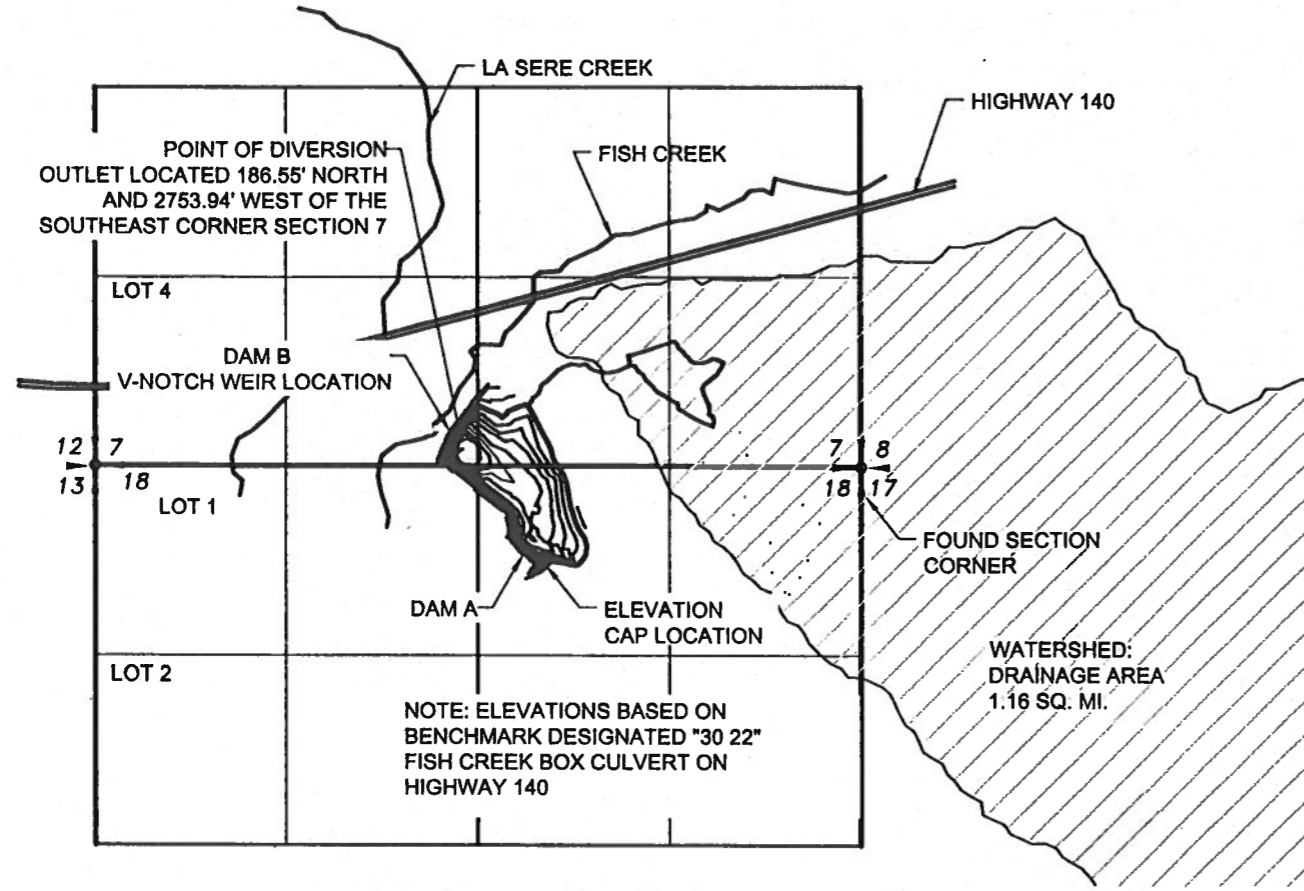 LA SERE CREEK
HIGHWAY 140
POINT OF DIVERSION
OUTLET LOCATED 186.55' NORTH
AND 2753.94' WEST OF THE
SOUTHEAST CORNER SECTION 7
FISH CREEK
LOT 4
DAM B
V-NOTCH WEIR LOCATION
12 7
13 18
7 8
18 17
LOT 1
FOUND SECTION
CORNER
DAM A
ELEVATION
CAP LOCATION
WATERSHED:
DRAINAGE AREA
1.16 SQ. MI.
LOT 2
NOTE: ELEVATIONS BASED ON
BENCHMARK DESIGNATED "30 22"
FISH CREEK BOX CULVERT ON
HIGHWAY 140